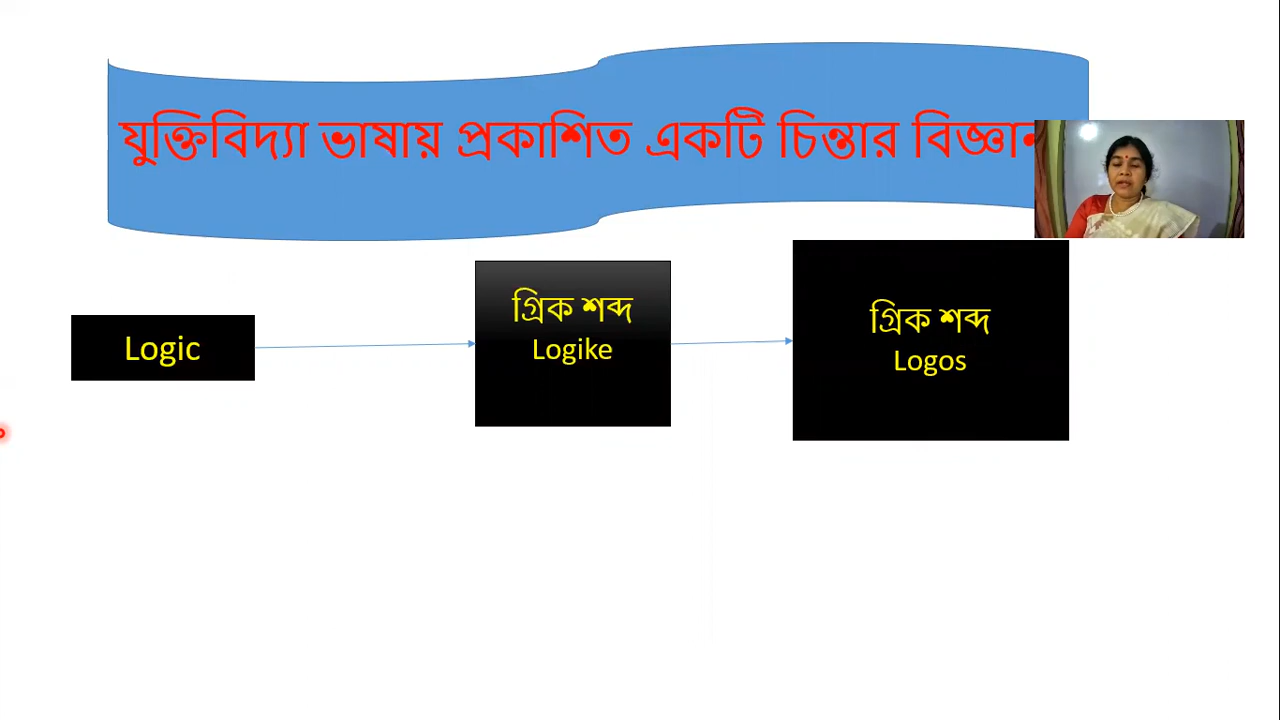 যুক্তিবিদ্যা ভাষায় প্রকাশিত একটি চিন্তার বিজ্ঞান
Logic
গ্রিক শব্দ
Logike
গ্রিক শব্দ
Logos